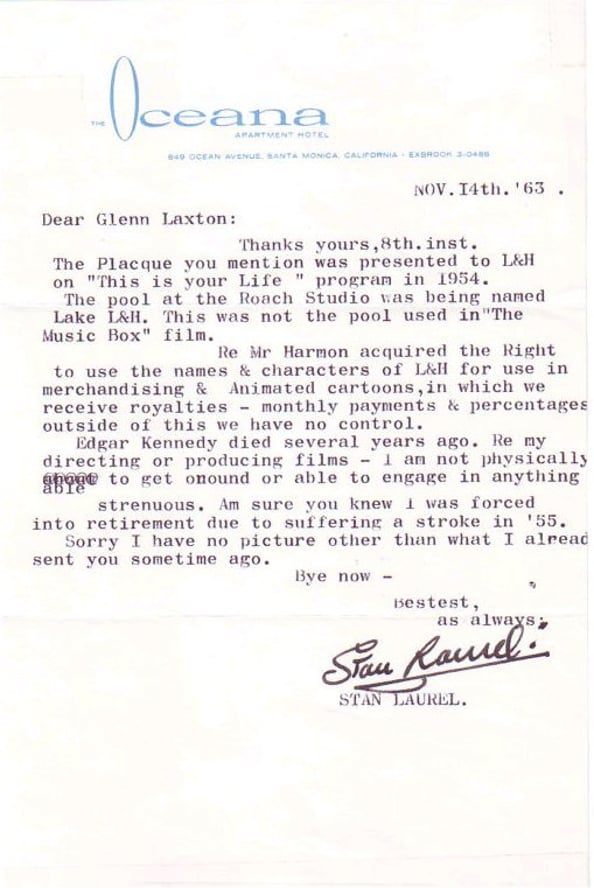 THE Oceana
APARTMENT HOTEL
849 OCEAN AVENUE, SANTA MONICA, CALIFORNIA - EXBROOK 3-0486
NOV.I4th.'63 .
Dear Glenn Laxton:
Thanks yours,8th.inst.
The Placque you mention was presented to L&H
on "This is your Life " program in 1954.
The pool at the Roach Studio was being named
Lake L&H. This was not the pool used in"The
Music Box" film.
Re Mr Harmon acquired the Right
to use the names & characters of L&H for use in
merchandising & Animated cartoons,in which we
receive royalties - monthly payments & percentages
outside of this we have no control.
Edgar Kennedy died several years ago. Re my
directing or producing films - I am not physically
able to get onound or able to engage in anything
strenuous. Am sure you knew I was forced
into retirement due to suffering a stroke in '55.
Sorry I have no picture other than what I alread
sent you sometime ago.
Bye now -
Bestest,
as always:
Stan Laurel.
STAN LAUREL.